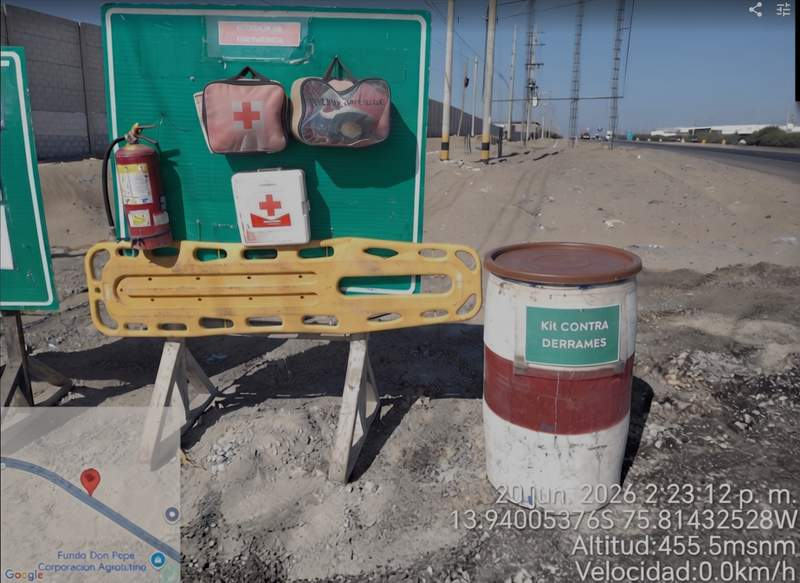 Kit CONTRA
DERRAMES
20 jun. 2026 2:23:12 p. m.
13.94005376S 75.81432528W
Altitud:455.5msnm
Velocidad:0.0km/h
Fundo Don Pepe
Corporacion Agrolatino
Google